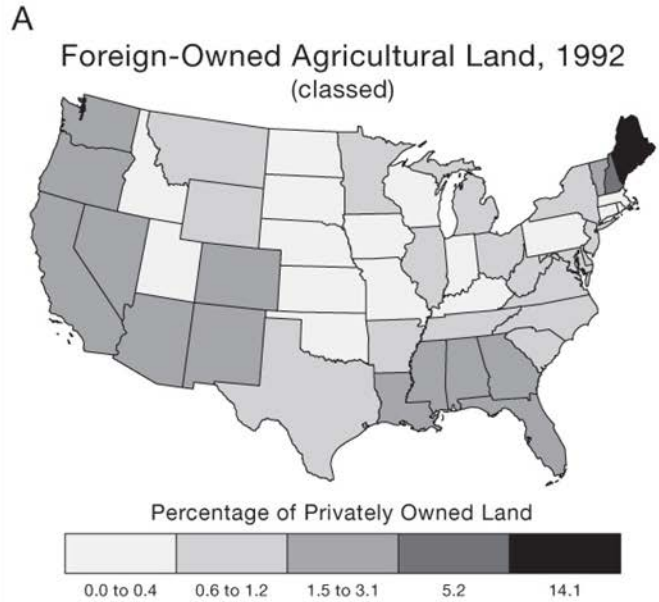 A
Foreign-Owned Agricultural Land, 1992
(classed)
Percentage of Privately Owned Land
0.0 to 0.4 0.6 to 1.2 1.5 to 3.1 5.2 14.1